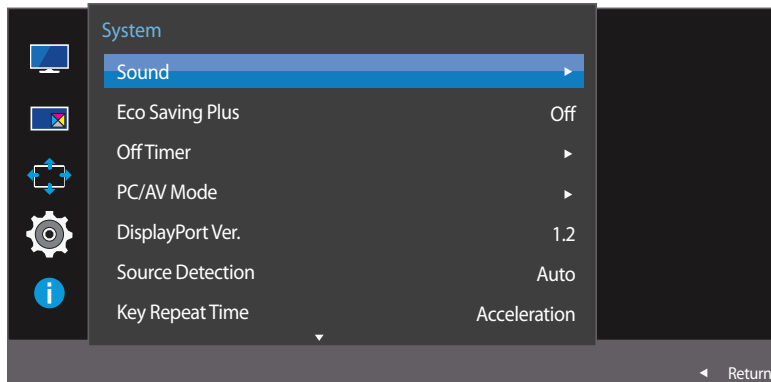 System
Sound
Eco Saving Plus Off
Off Timer
PC/AV Mode
DisplayPort Ver. 1.2
Source Detection Auto
Key Repeat Time Acceleration
Return